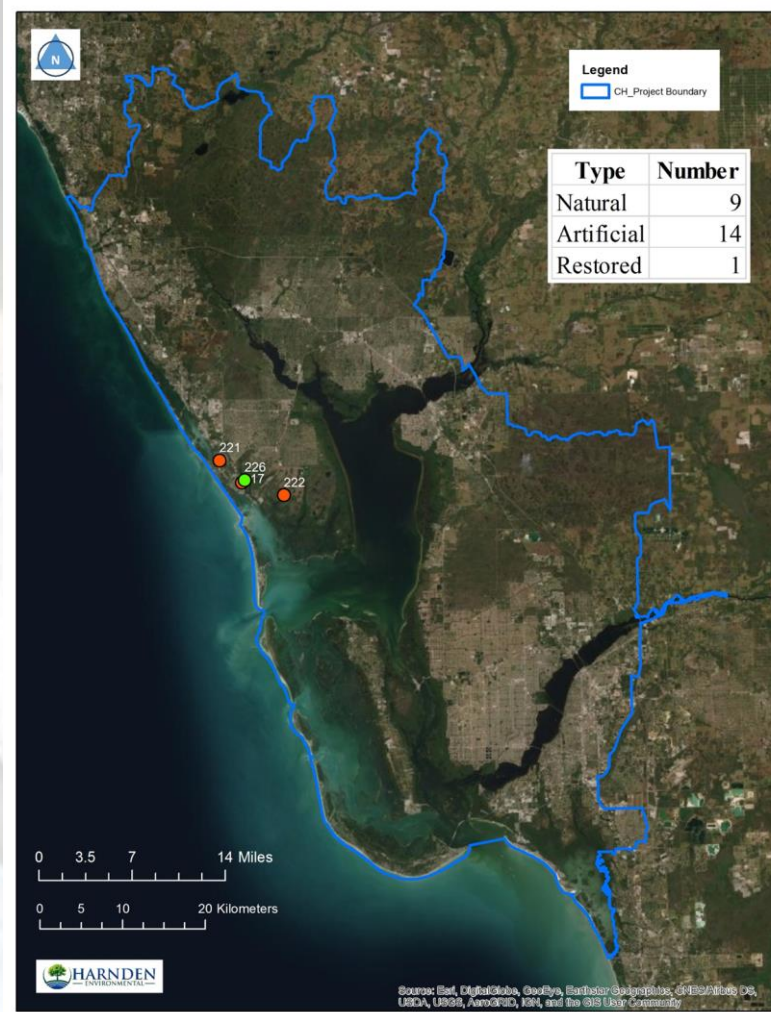 N
Legend
CH_Project Boundary
Type Number
Natural 9
Artificial 14
Restored 1
221
226
17
222
0 3.5 7 14 Miles
0 5 10 20 Kilometers
HARNDEN
ENVIRONMENTAL
Source: Esri, DigitalGlobe, GeoEye, Earthstar Geographics, CNES/Airbus DS,
USDA, USGS, AeroGRID, IGN, and the GIS User Community